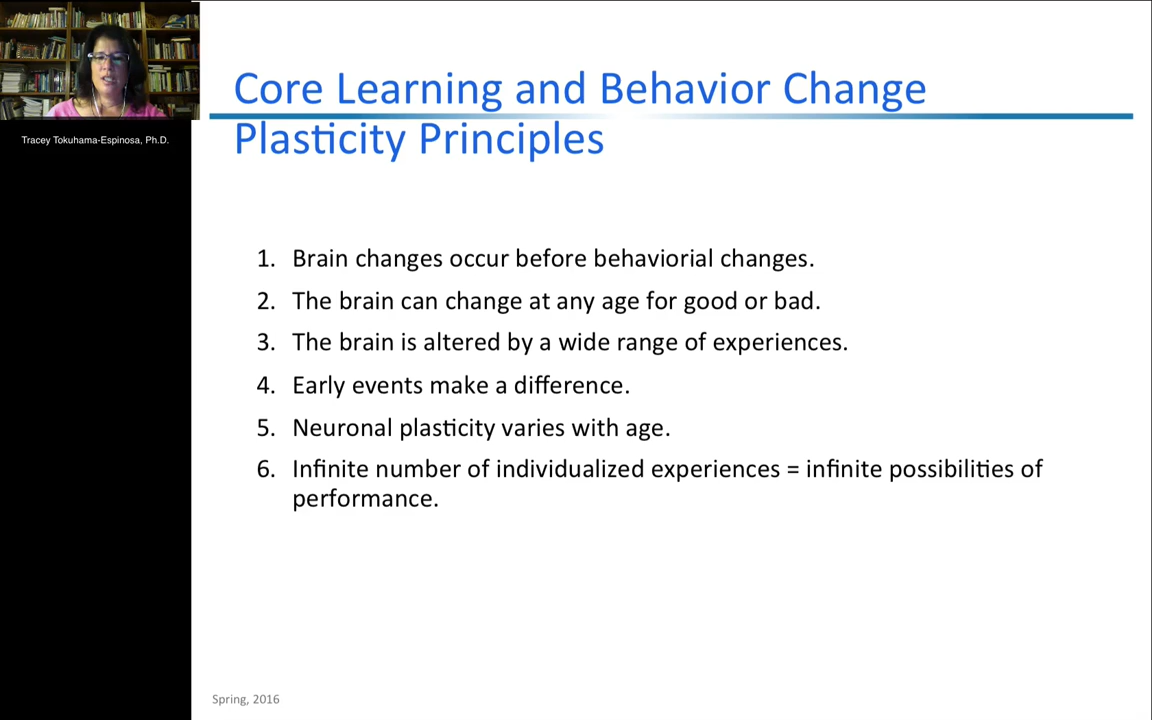 Tracey Tokuhama-Espinosa, Ph.D.
Core Learning and Behavior Change
Plasticity Principles
1. Brain changes occur before behaviorial changes.
2. The brain can change at any age for good or bad.
3. The brain is altered by a wide range of experiences.
4. Early events make a difference.
5. Neuronal plasticity varies with age.
6. Infinite number of individualized experiences = infinite possibilities of
performance.
Spring, 2016